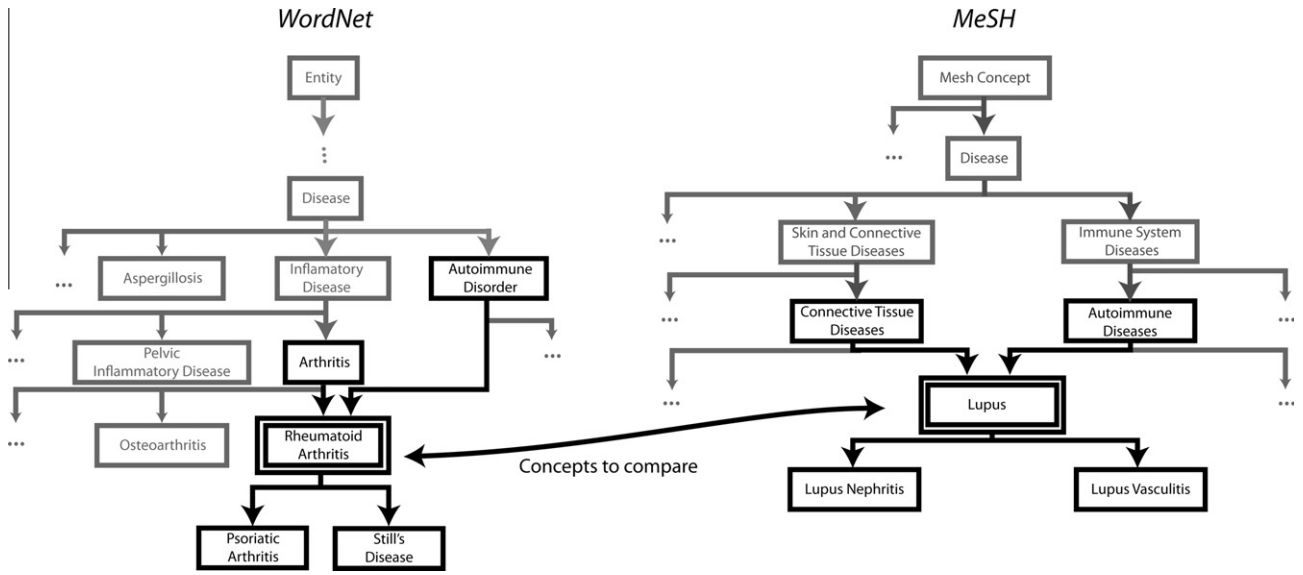 WordNet
MeSH
Entity
Mesh Concept
...
...
Disease
Disease
...
Aspergillosis
Inflamatory
Disease
Autoimmune
Disorder
...
Skin and Connective
Tissue Diseases
Immune System
Diseases
...
Pelvic
Inflammatory Disease
Arthritis
...
...
Connective Tissue
Diseases
Autoimmune
Diseases
...
...
Osteoarthritis
Rheumatoid
Arthritis
...
Lupus
...
Concepts to compare
Psoriatic
Arthritis
Still's
Disease
Lupus Nephritis
Lupus Vasculitis